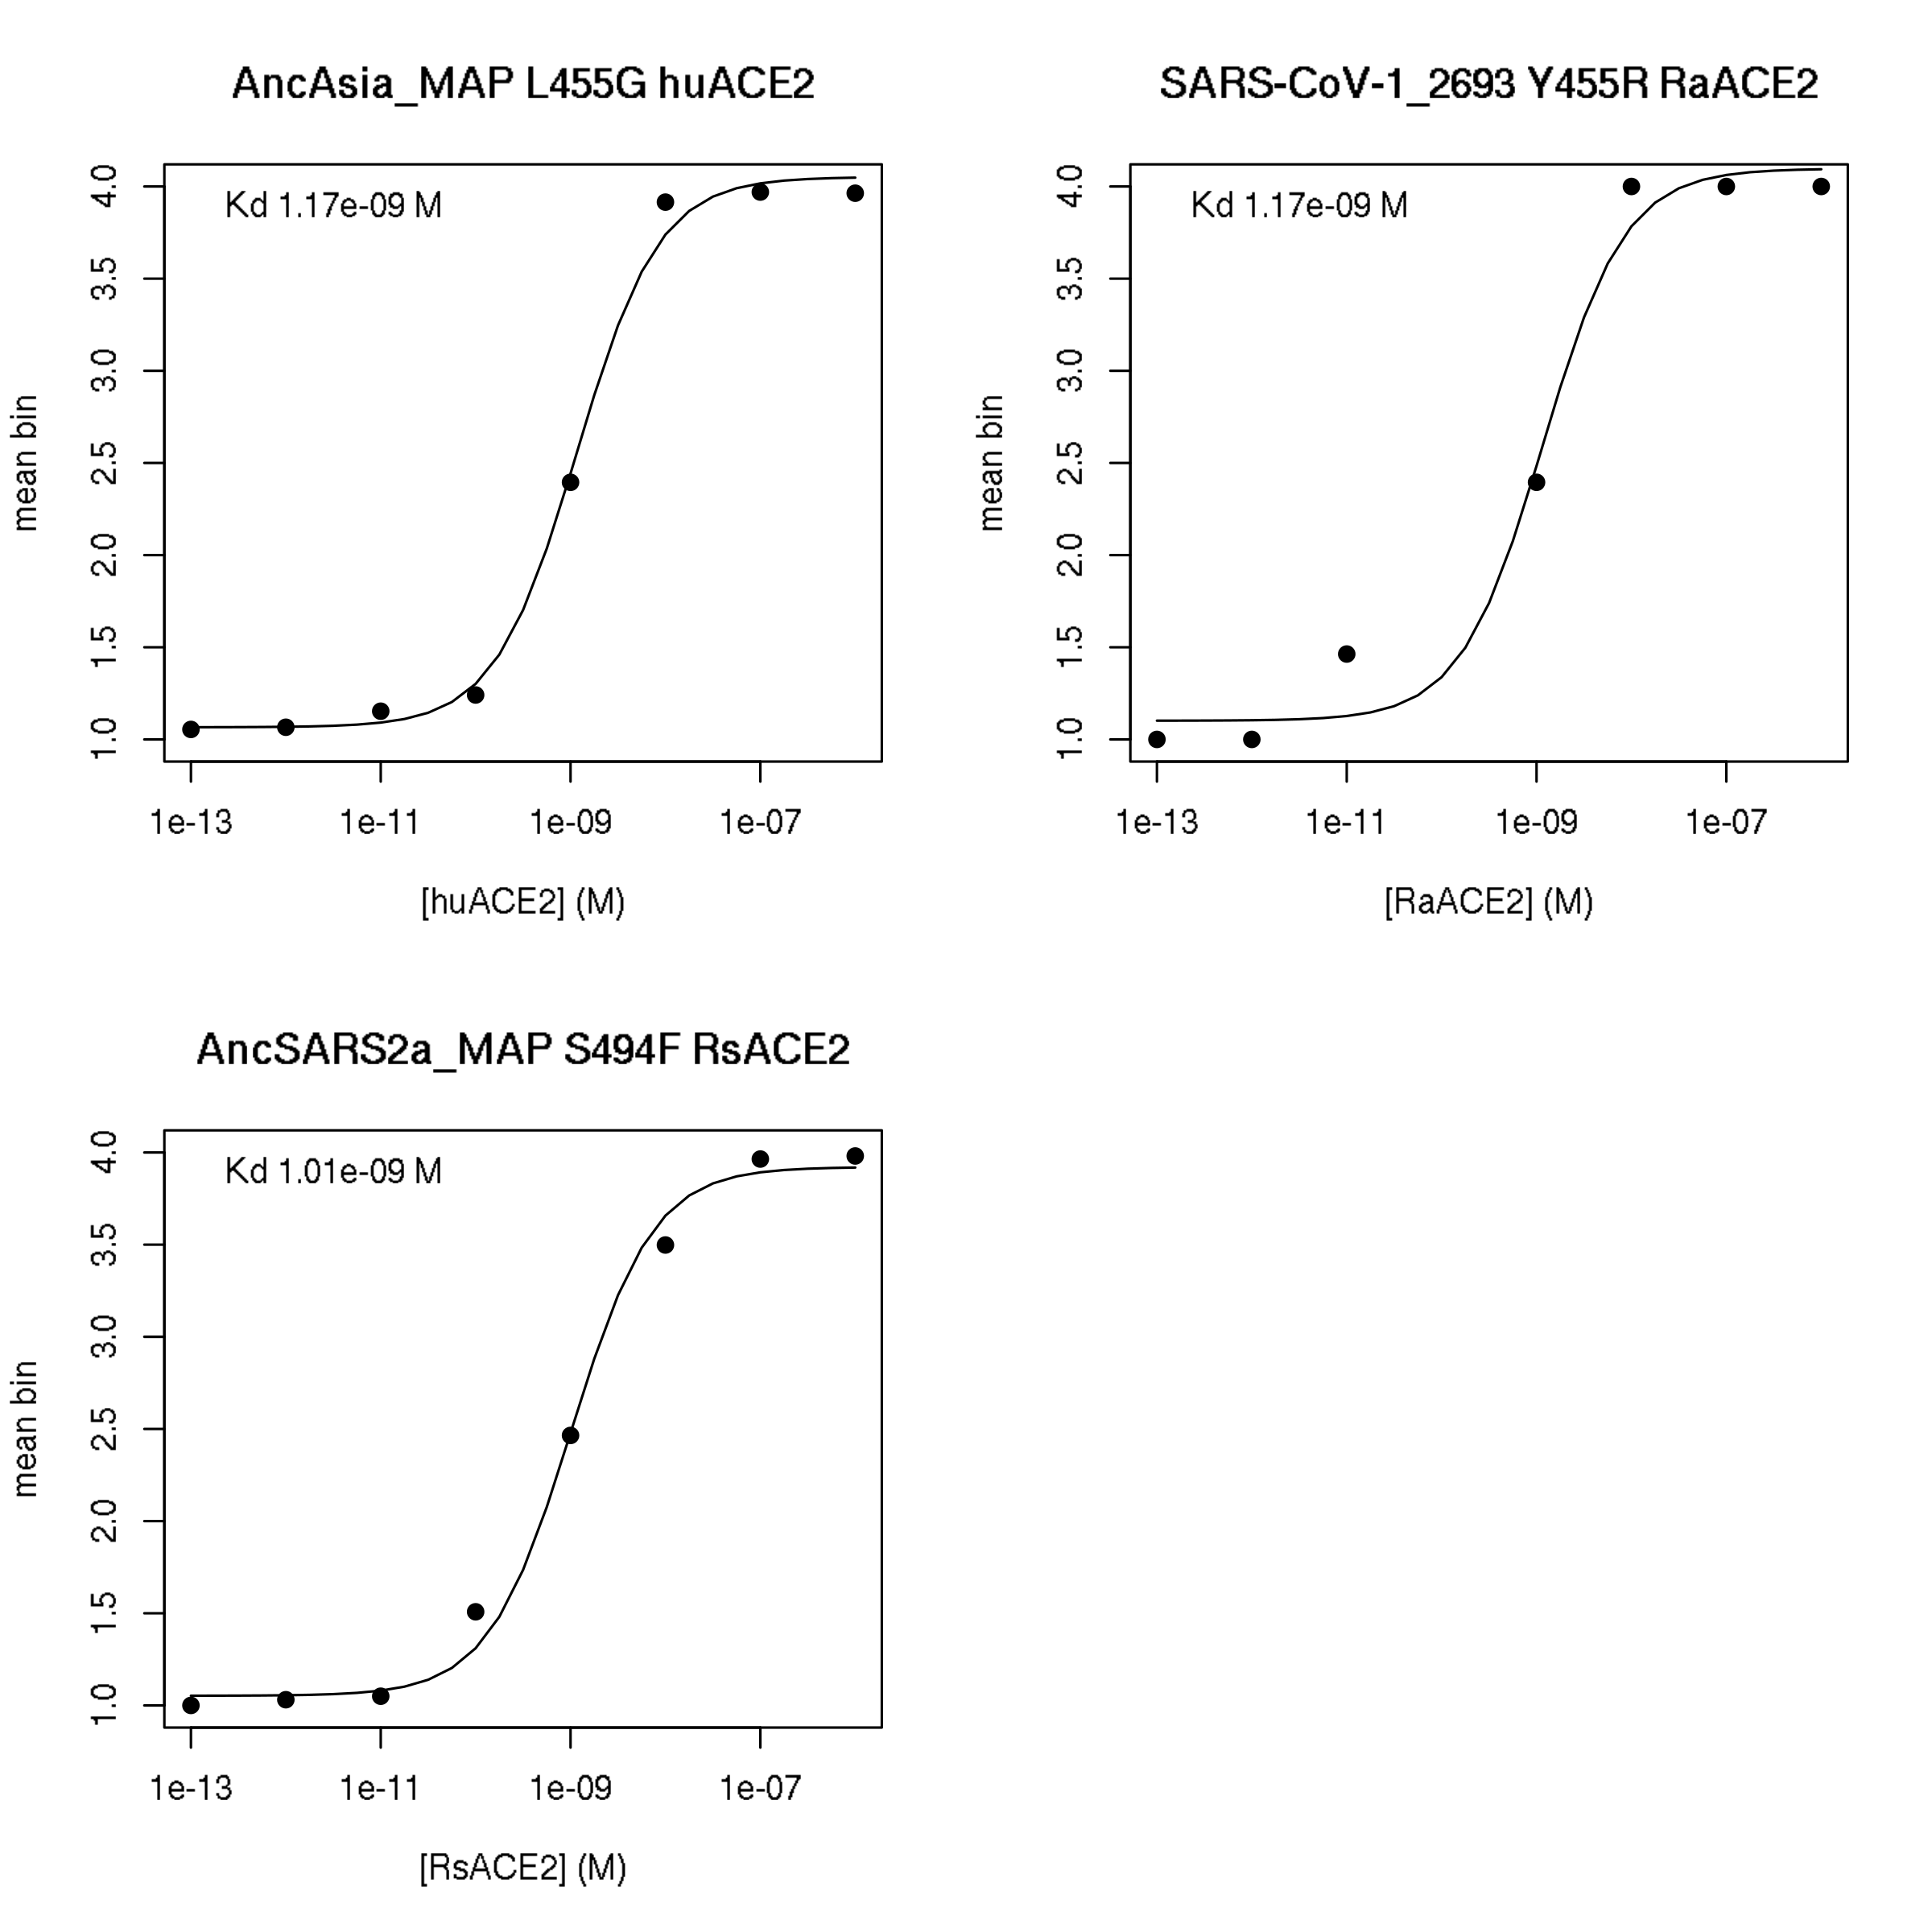 AncAsia_MAP L455G huACE2
Kd 1.17e-09 M
mean bin
4.0
3.5
3.0
2.5
2.0
1.5
1.0
1e-13 1e-11 1e-09 1e-07
[huACE2] (M)
SARS-CoV-1_2693 Y455R RaACE2
Kd 1.17e-09 M
mean bin
4.0
3.5
3.0
2.5
2.0
1.5
1.0
1e-13 1e-11 1e-09 1e-07
[RaACE2] (M)
AncSARS2a_MAP S494F RsACE2
Kd 1.01e-09 M
mean bin
4.0
3.5
3.0
2.5
2.0
1.5
1.0
1e-13 1e-11 1e-09 1e-07
[RsACE2] (M)